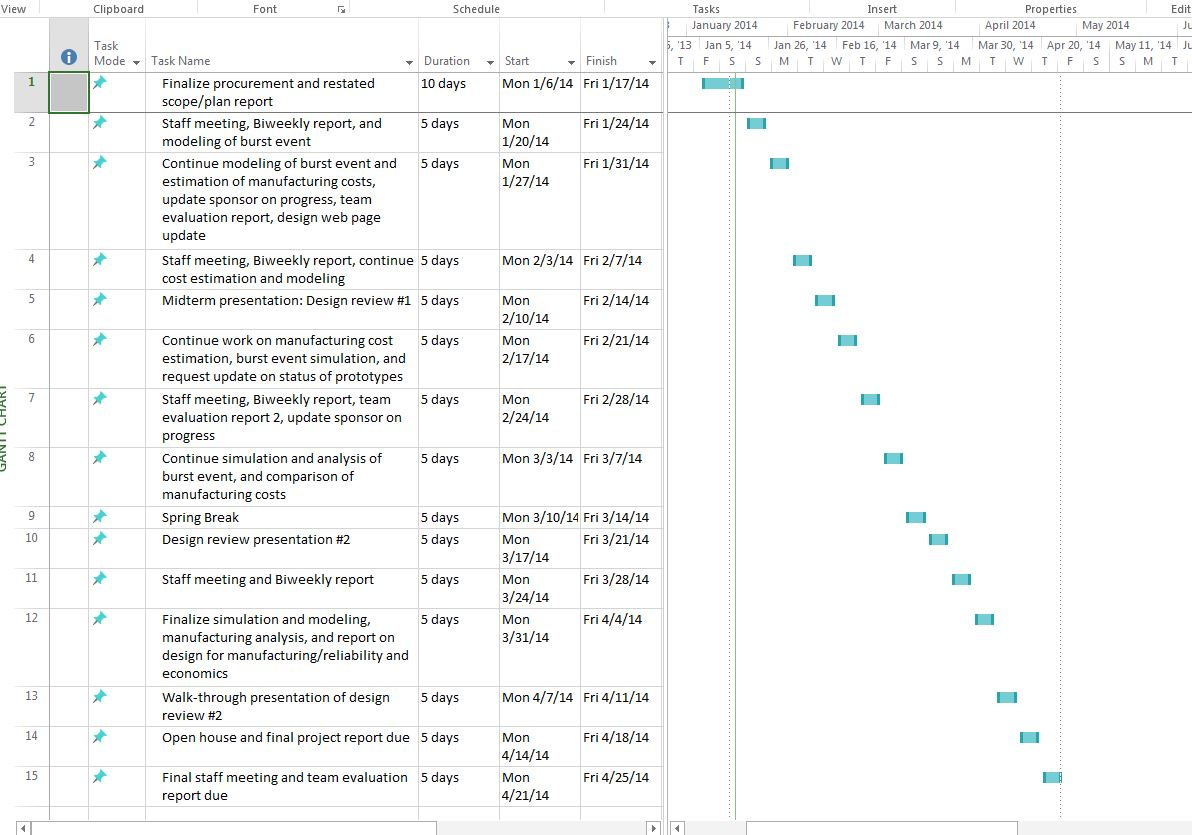 View Clipboard Font Schedule Tasks Insert Properties Edit
January 2014 February 2014 March 2014 April 2014 May 2014
5, '13 Jan 5, '14 Jan 26, '14 Feb 16, '14 Mar 9, '14 Mar 30, '14 Apr 20, '14 May 11, '14
T F S S M T W T F S S M T W T F S S M T
Task
Mode Task Name Duration Start Finish
1 Finalize procurement and restated 10 days Mon 1/6/14 Fri 1/17/14
scope/plan report
2 Staff meeting, Biweekly report, and 5 days Mon Fri 1/24/14
modeling of burst event 1/20/14
3 Continue modeling of burst event and 5 days Mon Fri 1/31/14
estimation of manufacturing costs, 1/27/14
update sponsor on progress, team
evaluation report, design web page
update
4 Staff meeting, Biweekly report, continue 5 days Mon 2/3/14 Fri 2/7/14
cost estimation and modeling
5 Midterm presentation: Design review #1 5 days Mon Fri 2/14/14
2/10/14
6 Continue work on manufacturing cost 5 days Mon Fri 2/21/14
estimation, burst event simulation, and 2/17/14
request update on status of prototypes
7 Staff meeting, Biweekly report, team 5 days Mon Fri 2/28/14
evaluation report 2, update sponsor on 2/24/14
progress
8 Continue simulation and analysis of 5 days Mon 3/3/14 Fri 3/7/14
burst event, and comparison of
manufacturing costs
9 Spring Break 5 days Mon 3/10/14 Fri 3/14/14
10 Design review presentation #2 5 days Mon Fri 3/21/14
3/17/14
11 Staff meeting and Biweekly report 5 days Mon Fri 3/28/14
3/24/14
12 Finalize simulation and modeling, 5 days Mon Fri 4/4/14
manufacturing analysis, and report on 3/31/14
design for manufacturing/reliability and
economics
13 Walk-through presentation of design 5 days Mon 4/7/14 Fri 4/11/14
review #2
14 Open house and final project report due 5 days Mon Fri 4/18/14
4/14/14
15 Final staff meeting and team evaluation 5 days Mon Fri 4/25/14
report due 4/21/14
GANTT CHART